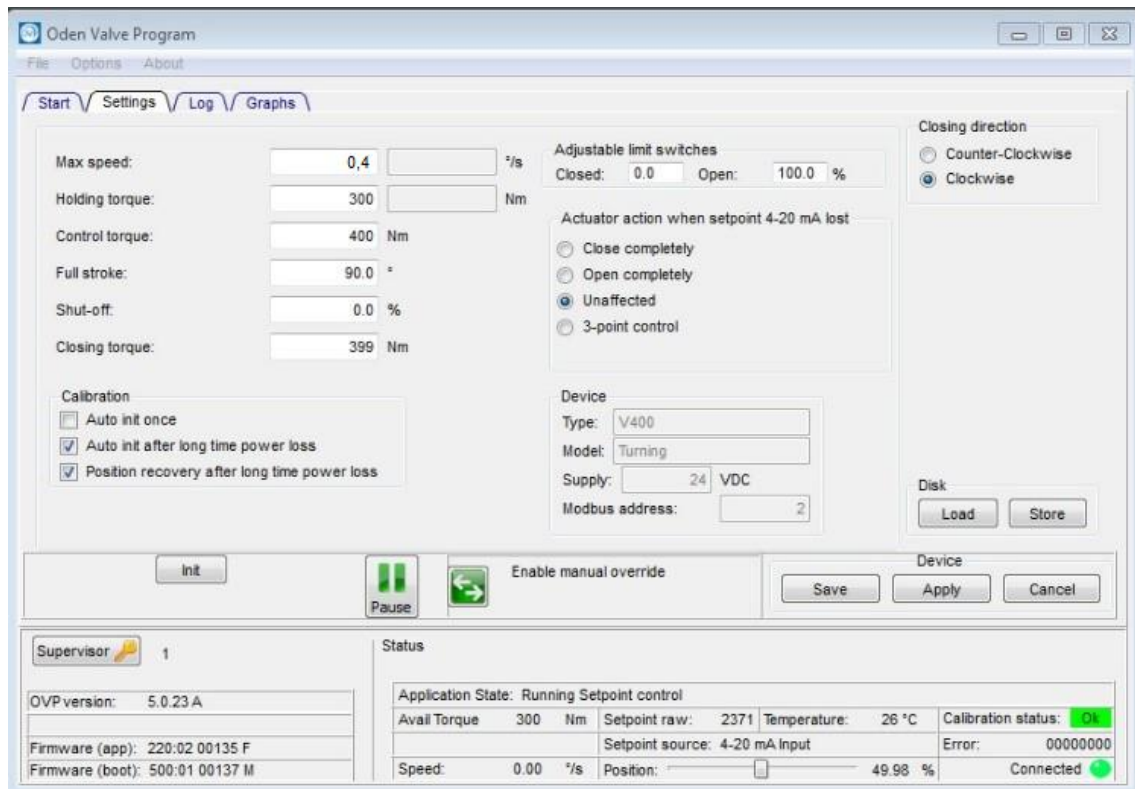 Oden Valve Program
File Options About
Start Settings Log Graphs
Max speed: 0,4 °/s
Holding torque: 300 Nm
Control torque: 400 Nm
Full stroke: 90.0 °
Shut-off: 0.0 %
Closing torque: 399 Nm
Calibration
Auto init once
Auto init after long time power loss
Position recovery after long time power loss
Adjustable limit switches
Closed: 0.0 Open: 100.0 %
Actuator action when setpoint 4-20 mA lost
Close completely
Open completely
Unaffected
3-point control
Device
Type: V400
Model: Turning
Supply: 24 VDC
Modbus address: 2
Closing direction
Counter-Clockwise
Clockwise
Disk
Load Store
Init
Pause
Enable manual override
Device
Save Apply Cancel
Supervisor 1
OVP version: 5.0.23 A
Firmware (app): 220:02 00135 F
Firmware (boot): 500:01 00137 M
Status
Application State: Running Setpoint control
Avail Torque 300 Nm Setpoint raw: 2371 Temperature: 26 °C Calibration status: Ok
Setpoint source: 4-20 mA Input Error: 00000000
Speed: 0.00 °/s Position: 49.98 % Connected